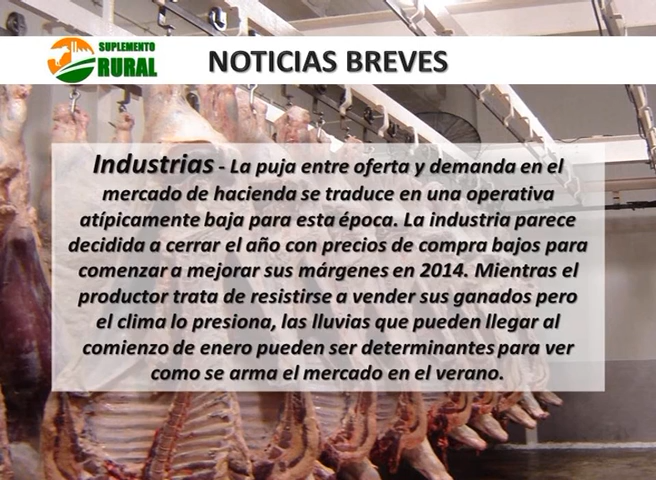 SUPLEMENTO
RURAL
NOTICIAS BREVES
Industrias - La puja entre oferta y demanda en el
mercado de hacienda se traduce en una operativa
atípicamente baja para esta época. La industria parece
decidida a cerrar el año con precios de compra bajos para
comenzar a mejorar sus márgenes en 2014. Mientras el
productor trata de resistirse a vender sus ganados pero
el clima lo presiona, las lluvias que pueden llegar al
comienzo de enero pueden ser determinantes para ver
como se arma el mercado en el verano.